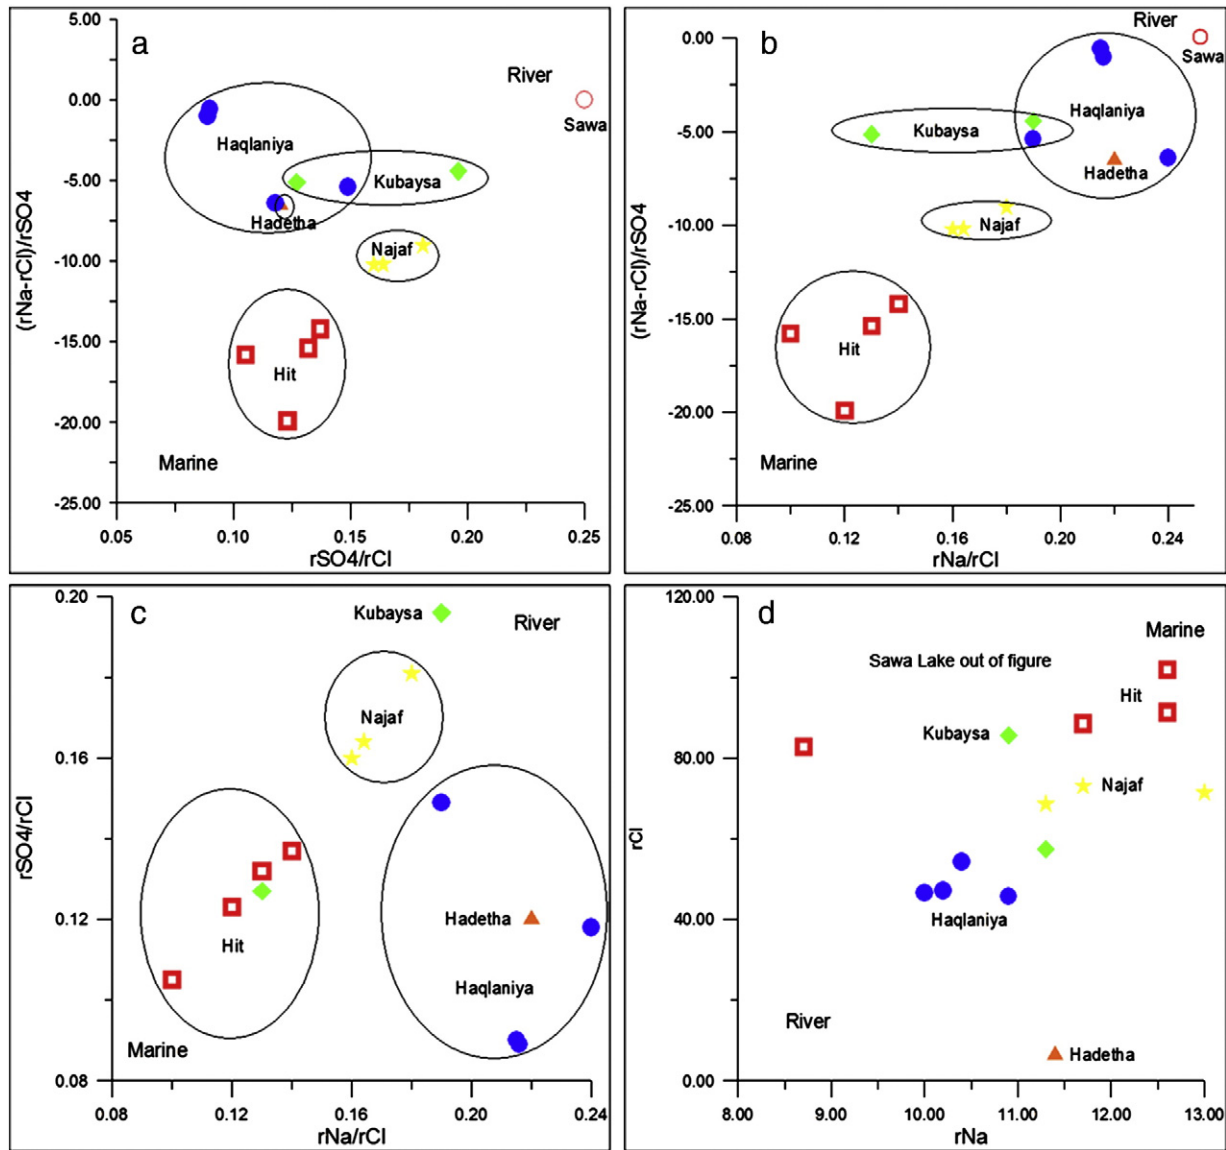 a
5.00
0.00
-5.00
-10.00
-15.00
-20.00
-25.00
(rNa-rCl)/rSO4
River
Sawa
Haqlaniya
Kubaysa
Hadetha
Najaf
Hit
Marine
0.05 0.10 0.15 0.20 0.25
rSO4/rCl
b
0.00
-5.00
-10.00
-15.00
-20.00
-25.00
(rNa-rCl)/rSO4
River
Sawa
Haqlaniya
Kubaysa
Hadetha
Najaf
Hit
Marine
0.08 0.12 0.16 0.20 0.24
rNa/rCl
c
0.20
0.16
0.12
0.08
rSO4/rCl
Kubaysa
River
Najaf
Hadetha
Hit
Haqlaniya
Marine
0.08 0.12 0.16 0.20 0.24
rNa/rCl
d
120.00
80.00
40.00
0.00
rCl
Marine
Sawa Lake out of figure
Hit
Kubaysa
Najaf
Haqlaniya
River
Hadetha
8.00 9.00 10.00 11.00 12.00 13.00
rNa